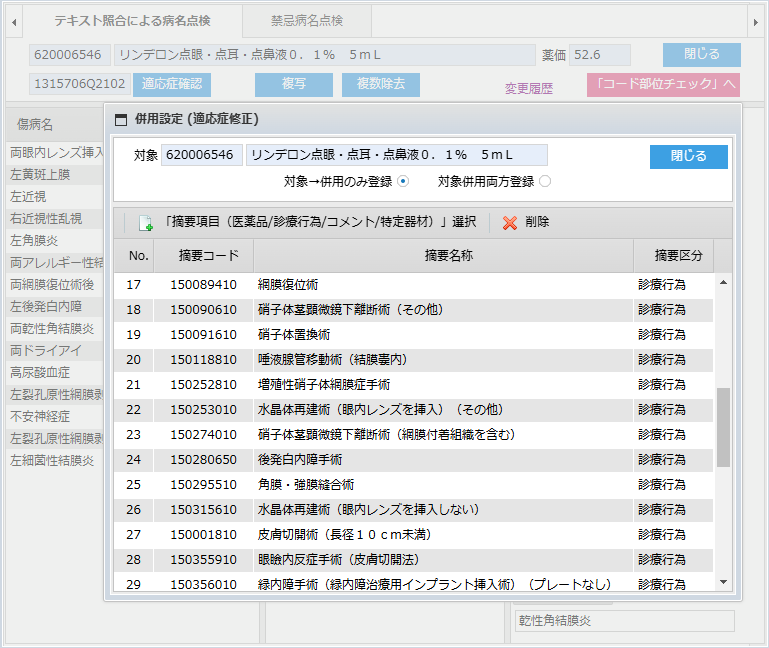 テキスト照合による病名点検 禁忌病名点検
620006546 リンデロン点眼・点耳・点鼻液０．１％　５ｍＬ 薬価 52.6 閉じる
1315706Q2102 適応症確認 複写 複数除去 変更履歴 「コード部位チェック」へ
傷病名
両眼内レンズ挿入
左黄斑上膜
左近視
右近視性乱視
左角膜炎
両アレルギー性結
両網膜復位術後
左後発白内障
両乾性角結膜炎
両ドライアイ
高尿酸血症
左裂孔原性網膜剥
不安神経症
左裂孔原性網膜剥
左細菌性結膜炎
併用設定 (適応症修正)
対象 620006546 リンデロン点眼・点耳・点鼻液０．１％　５ｍＬ 閉じる
対象→併用のみ登録 対象併用両方登録
「摘要項目（医薬品/診療行為/コメント/特定器材）」選択 削除
No. 摘要コード 摘要名称 摘要区分
17 150089410 網膜復位術 診療行為
18 150090610 硝子体茎顕微鏡下離断術（その他） 診療行為
19 150091610 硝子体置換術 診療行為
20 150118810 唾液腺管移動術（結膜嚢内） 診療行為
21 150252810 増殖性硝子体網膜症手術 診療行為
22 150253010 水晶体再建術（眼内レンズを挿入）（その他） 診療行為
23 150274010 硝子体茎顕微鏡下離断術（網膜付着組織を含む） 診療行為
24 150280650 後発白内障手術 診療行為
25 150295510 角膜・強膜縫合術 診療行為
26 150315610 水晶体再建術（眼内レンズを挿入しない） 診療行為
27 150001810 皮膚切開術（長径１０ｃｍ未満） 診療行為
28 150355910 眼瞼内反症手術（皮膚切開法） 診療行為
29 150356010 緑内障手術（緑内障治療用インプラント挿入術）（プレートなし） 診療行為
乾性角結膜炎